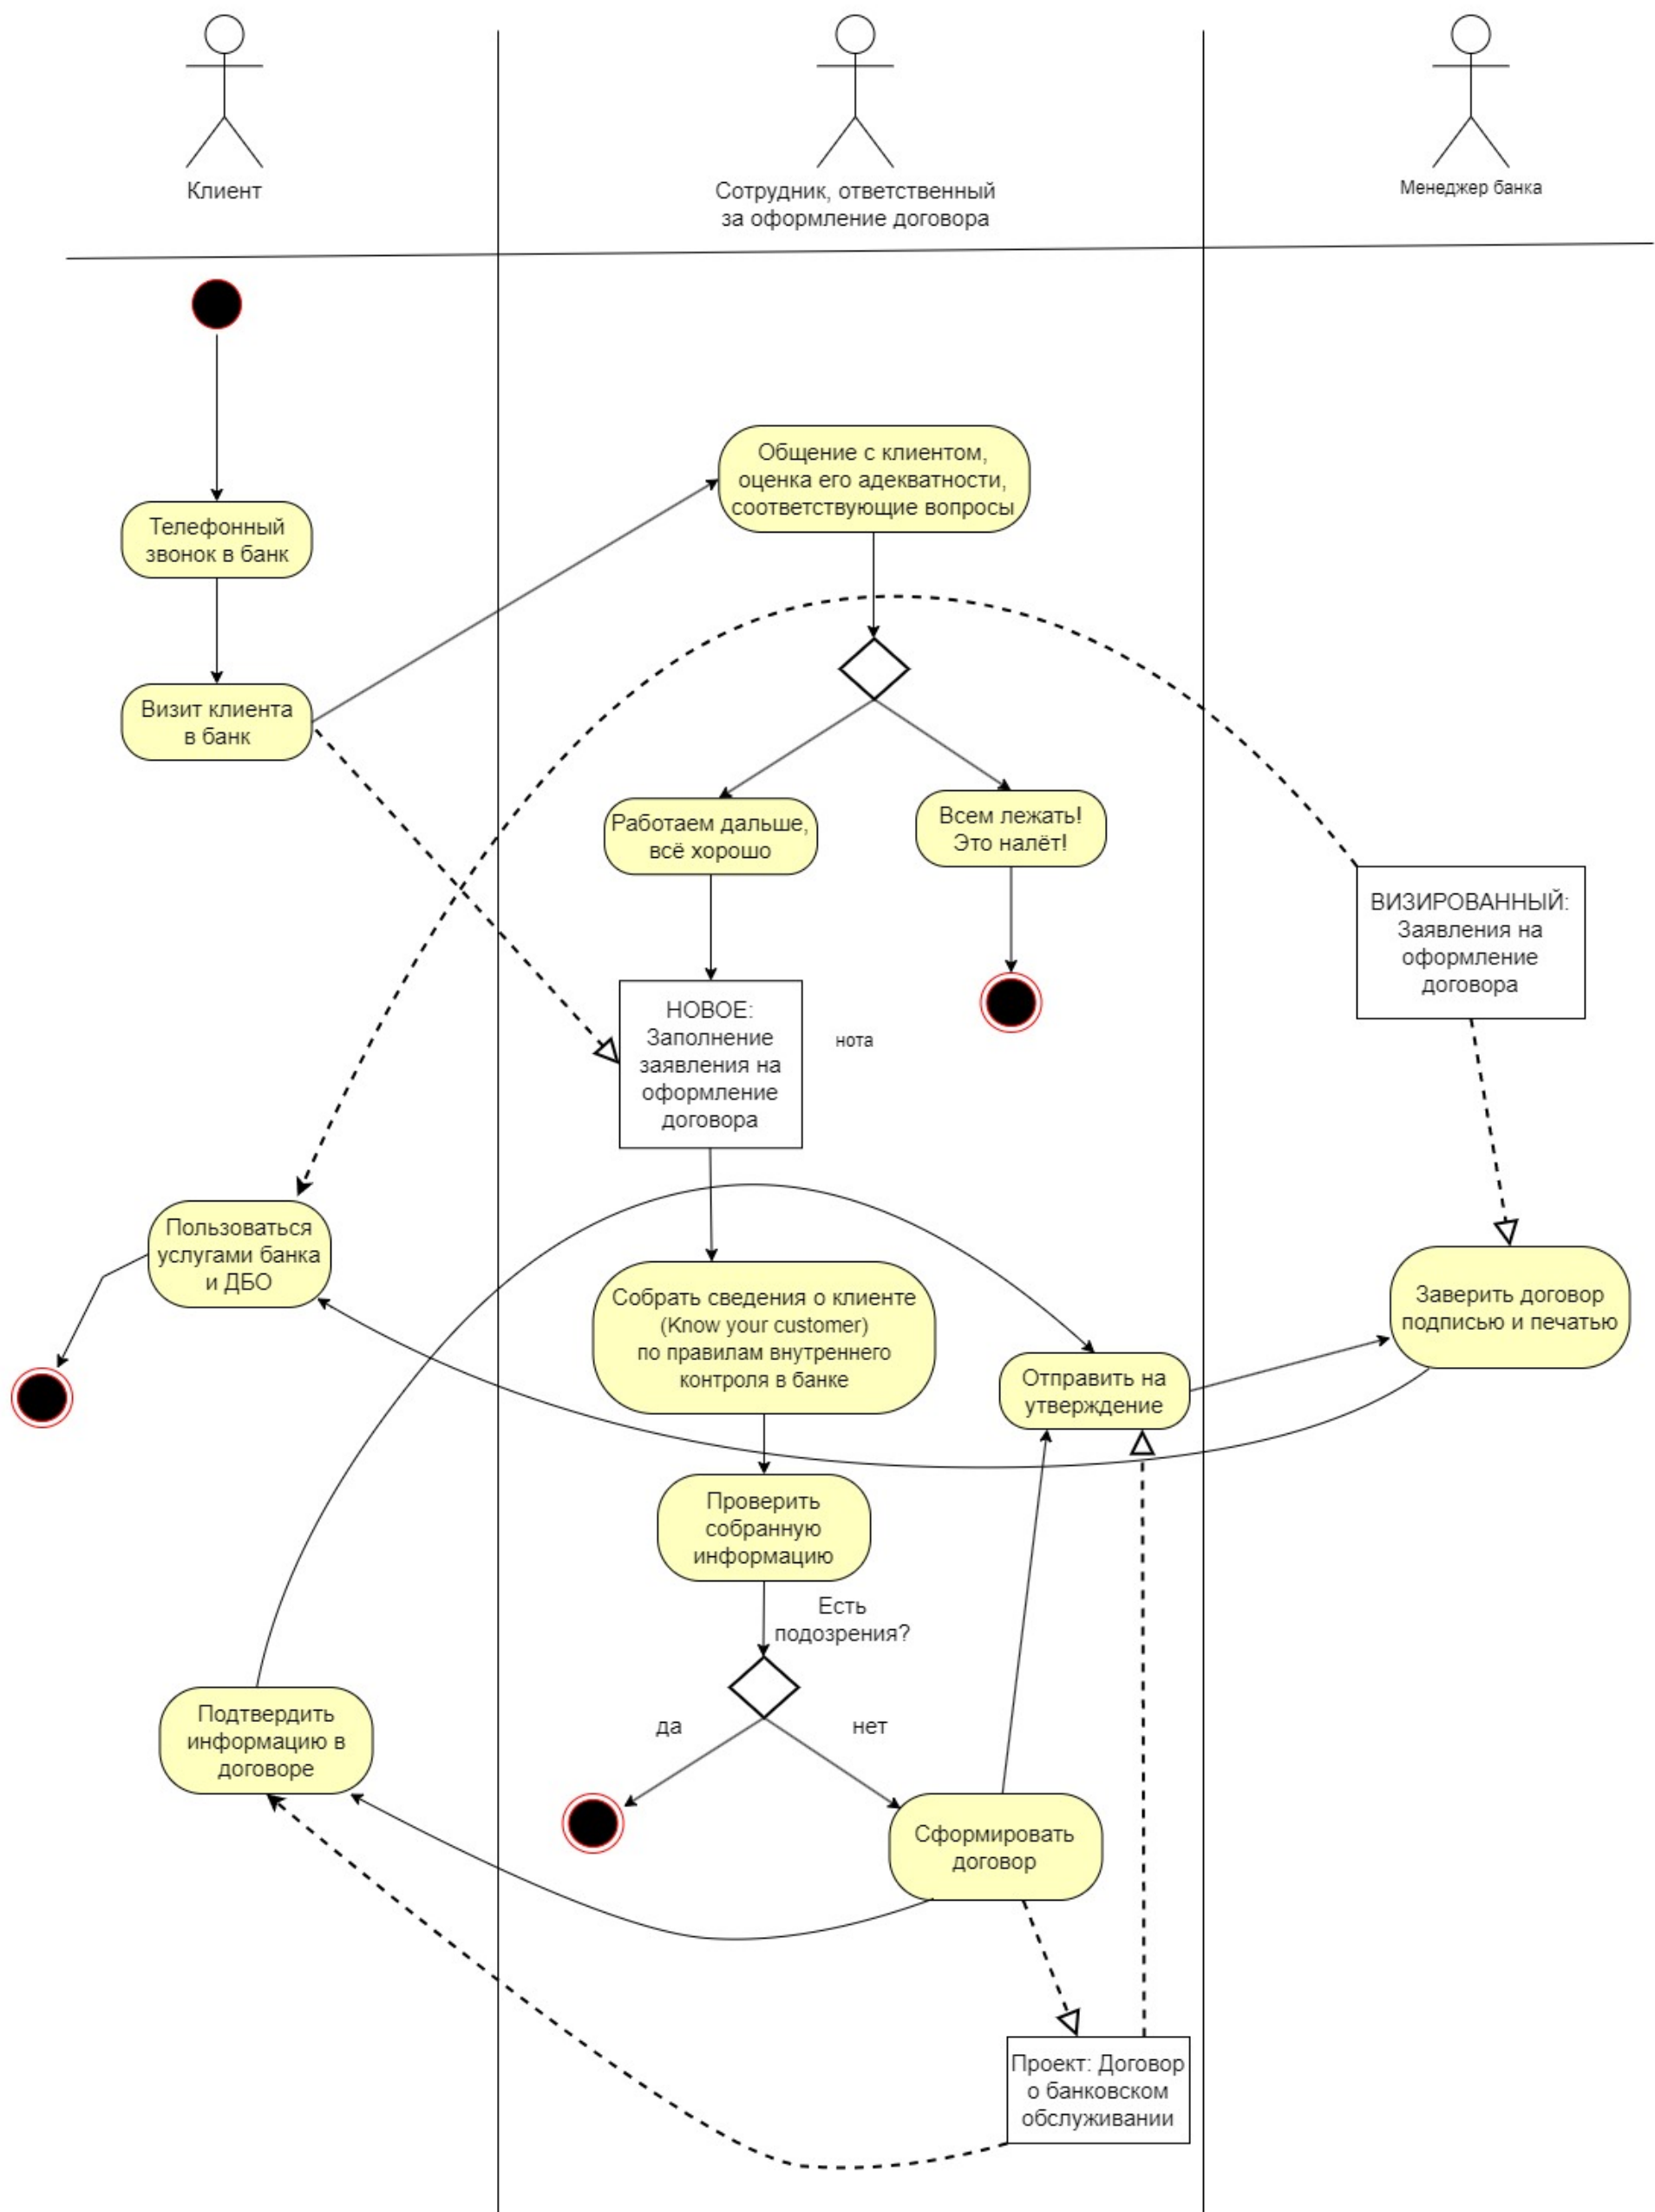 Клиент
Сотрудник, ответственный
за оформление договора
Менеджер банка
Общение с клиентом,
оценка его адекватности,
соответствующие вопросы
Телефонный
звонок в банк
Визит клиента
в банк
Работаем дальше,
всё хорошо
Всем лежать!
Это налёт!
ВИЗИРОВАННЫЙ:
Заявления на
оформление
договора
НОВОЕ:
Заполнение
заявления на
оформление
договора
нота
Пользоваться
услугами банка
и ДБО
Собрать сведения о клиенте
(Know your customer)
по правилам внутреннего
контроля в банке
Заверить договор
подписью и печатью
Отправить на
утверждение
Проверить
собранную
информацию
Есть
подозрения?
да
нет
Подтвердить
информацию в
договоре
Сформировать
договор
Проект: Договор
о банковском
обслуживании